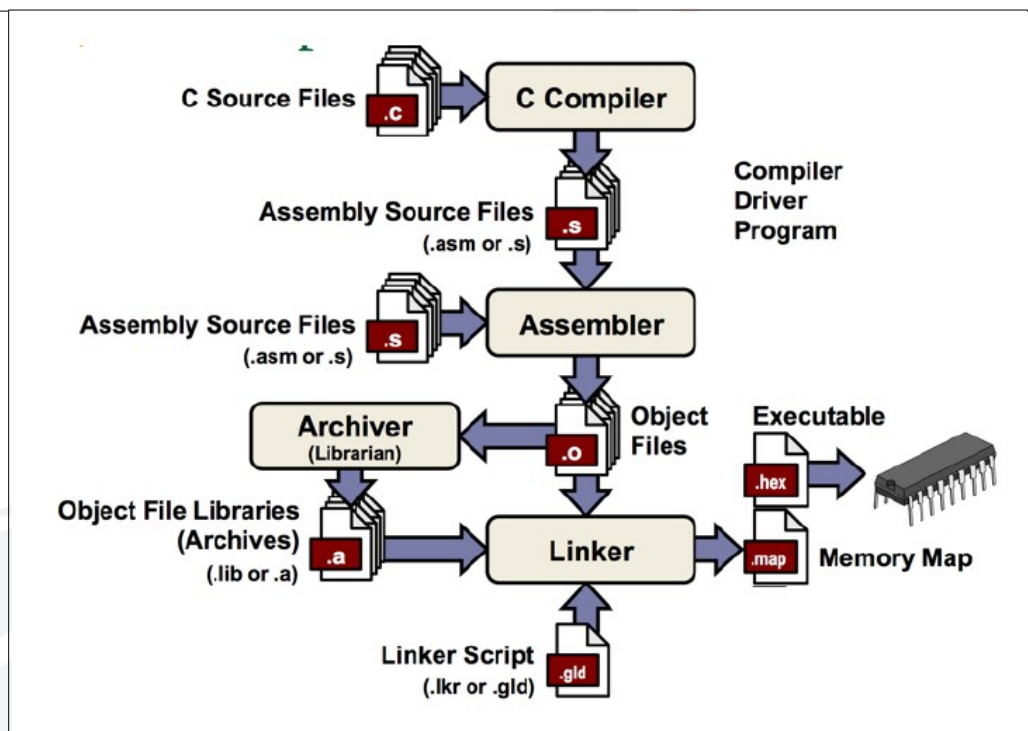 C Source Files
.c
C Compiler
Assembly Source Files
(.asm or .s)
.s
Compiler
Driver
Program
Assembly Source Files
(.asm or .s)
.s
Assembler
Archiver
(Librarian)
.o
Object
Files
Executable
.hex
Object File Libraries
(Archives)
(.lib or .a)
.a
Linker
.map
Memory Map
Linker Script
(.lkr or .gld)
.gld